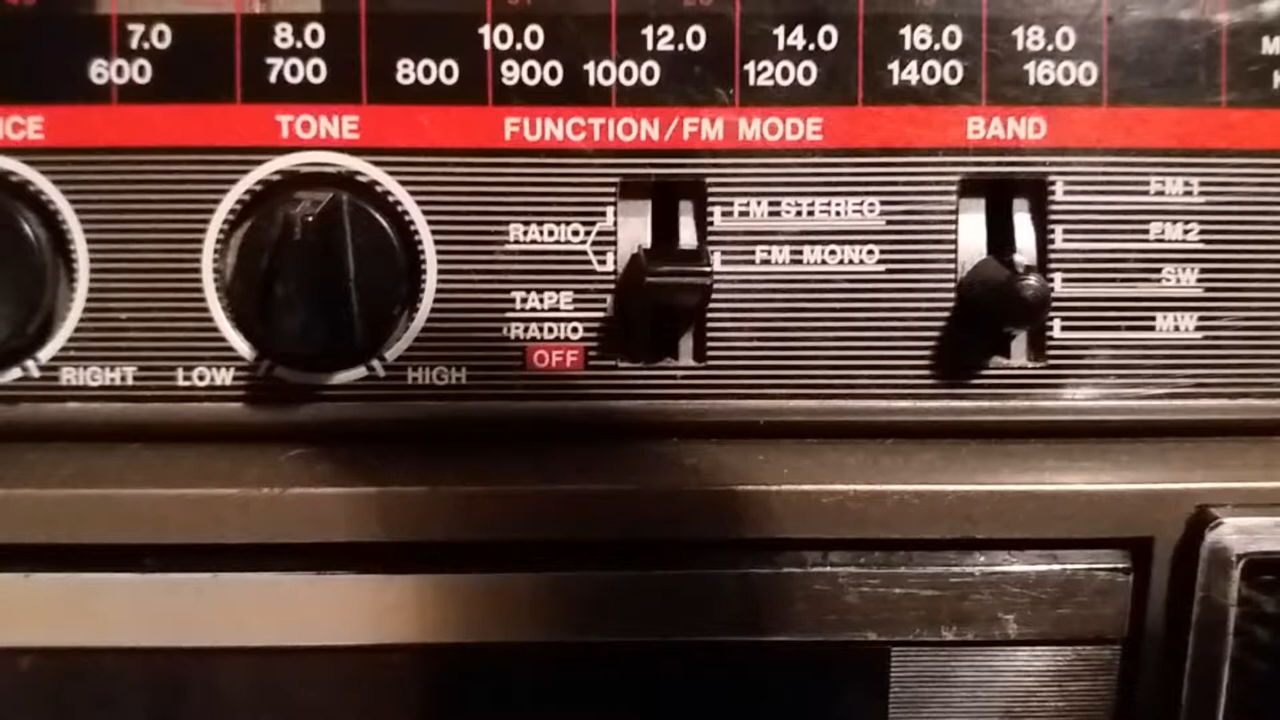 7.0 8.0 10.0 12.0 14.0 16.0 18.0
600 700 800 900 1000 1200 1400 1600
TONE FUNCTION/FM MODE BAND
FM1
FM STEREO
RADIO FM2
FM MONO
SW
TAPE
MW
RADIO
OFF
RIGHT LOW HIGH